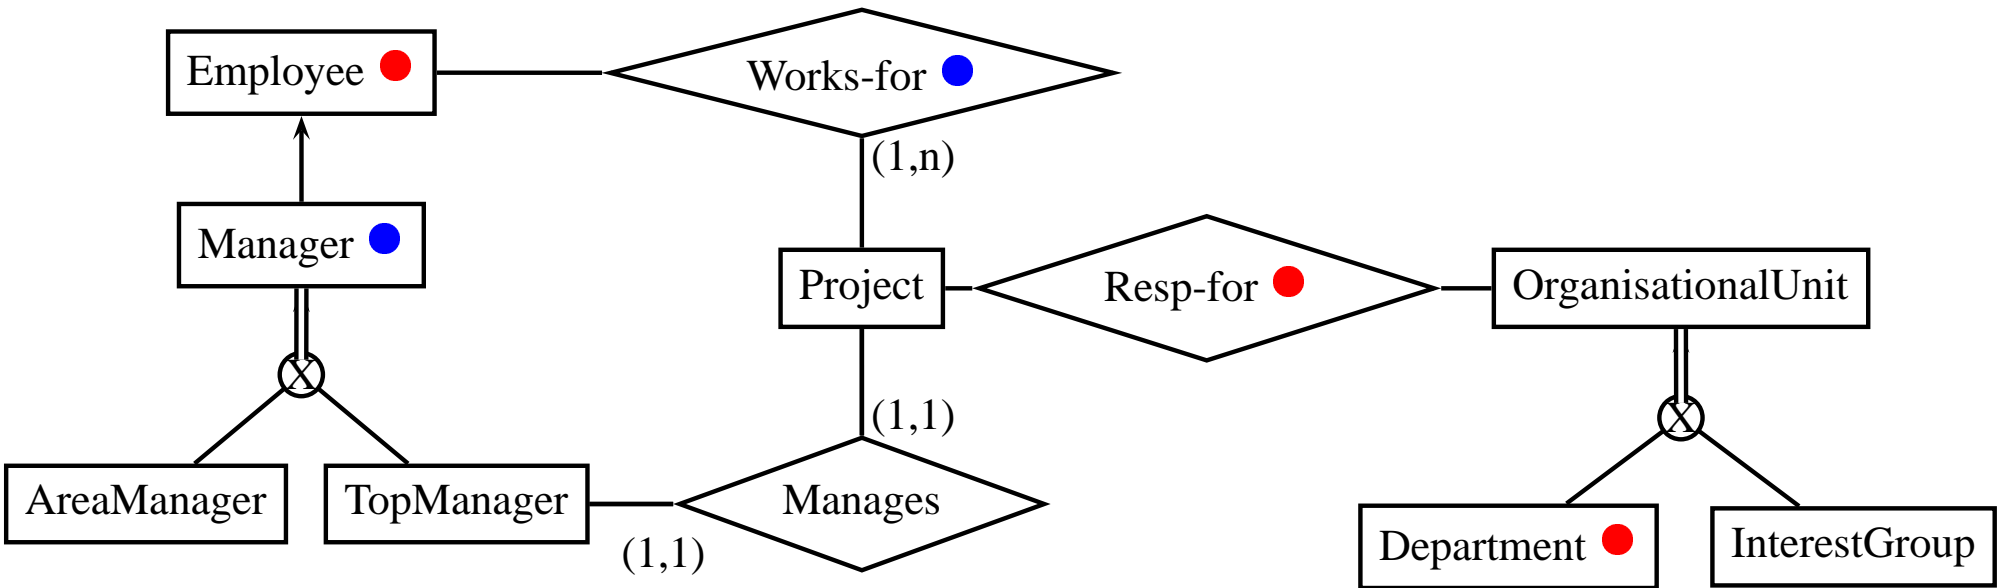 Employee
Works-for
(1,n)
Manager
Project
Resp-for
OrganisationalUnit
X
(1,1)
X
AreaManager
TopManager
Manages
(1,1)
Department
InterestGroup